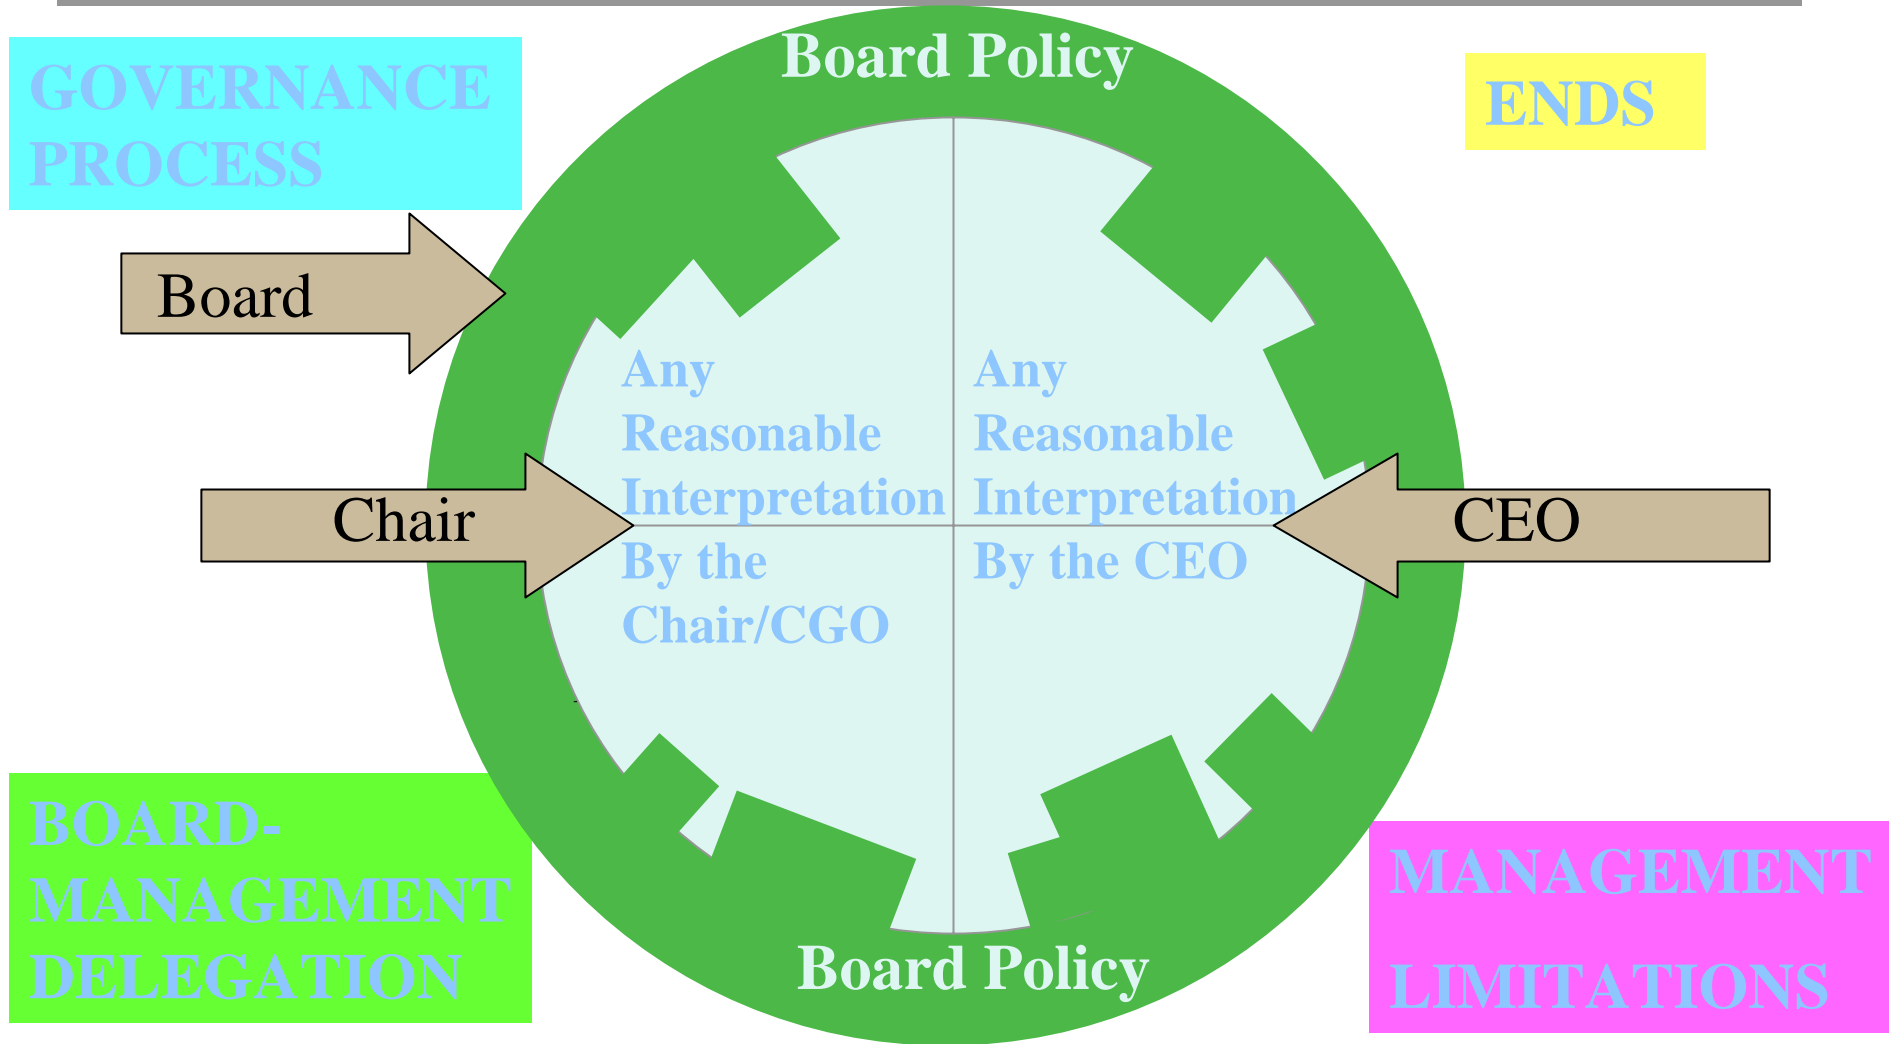 Board Policy
GOVERNANCE
PROCESS
ENDS
Board
Any
Reasonable
Interpretation
By the
Chair/CGO
Any
Reasonable
Interpretation
By the CEO
Chair
CEO
BOARD-
MANAGEMENT
DELEGATION
MANAGEMENT
LIMITATIONS
Board Policy